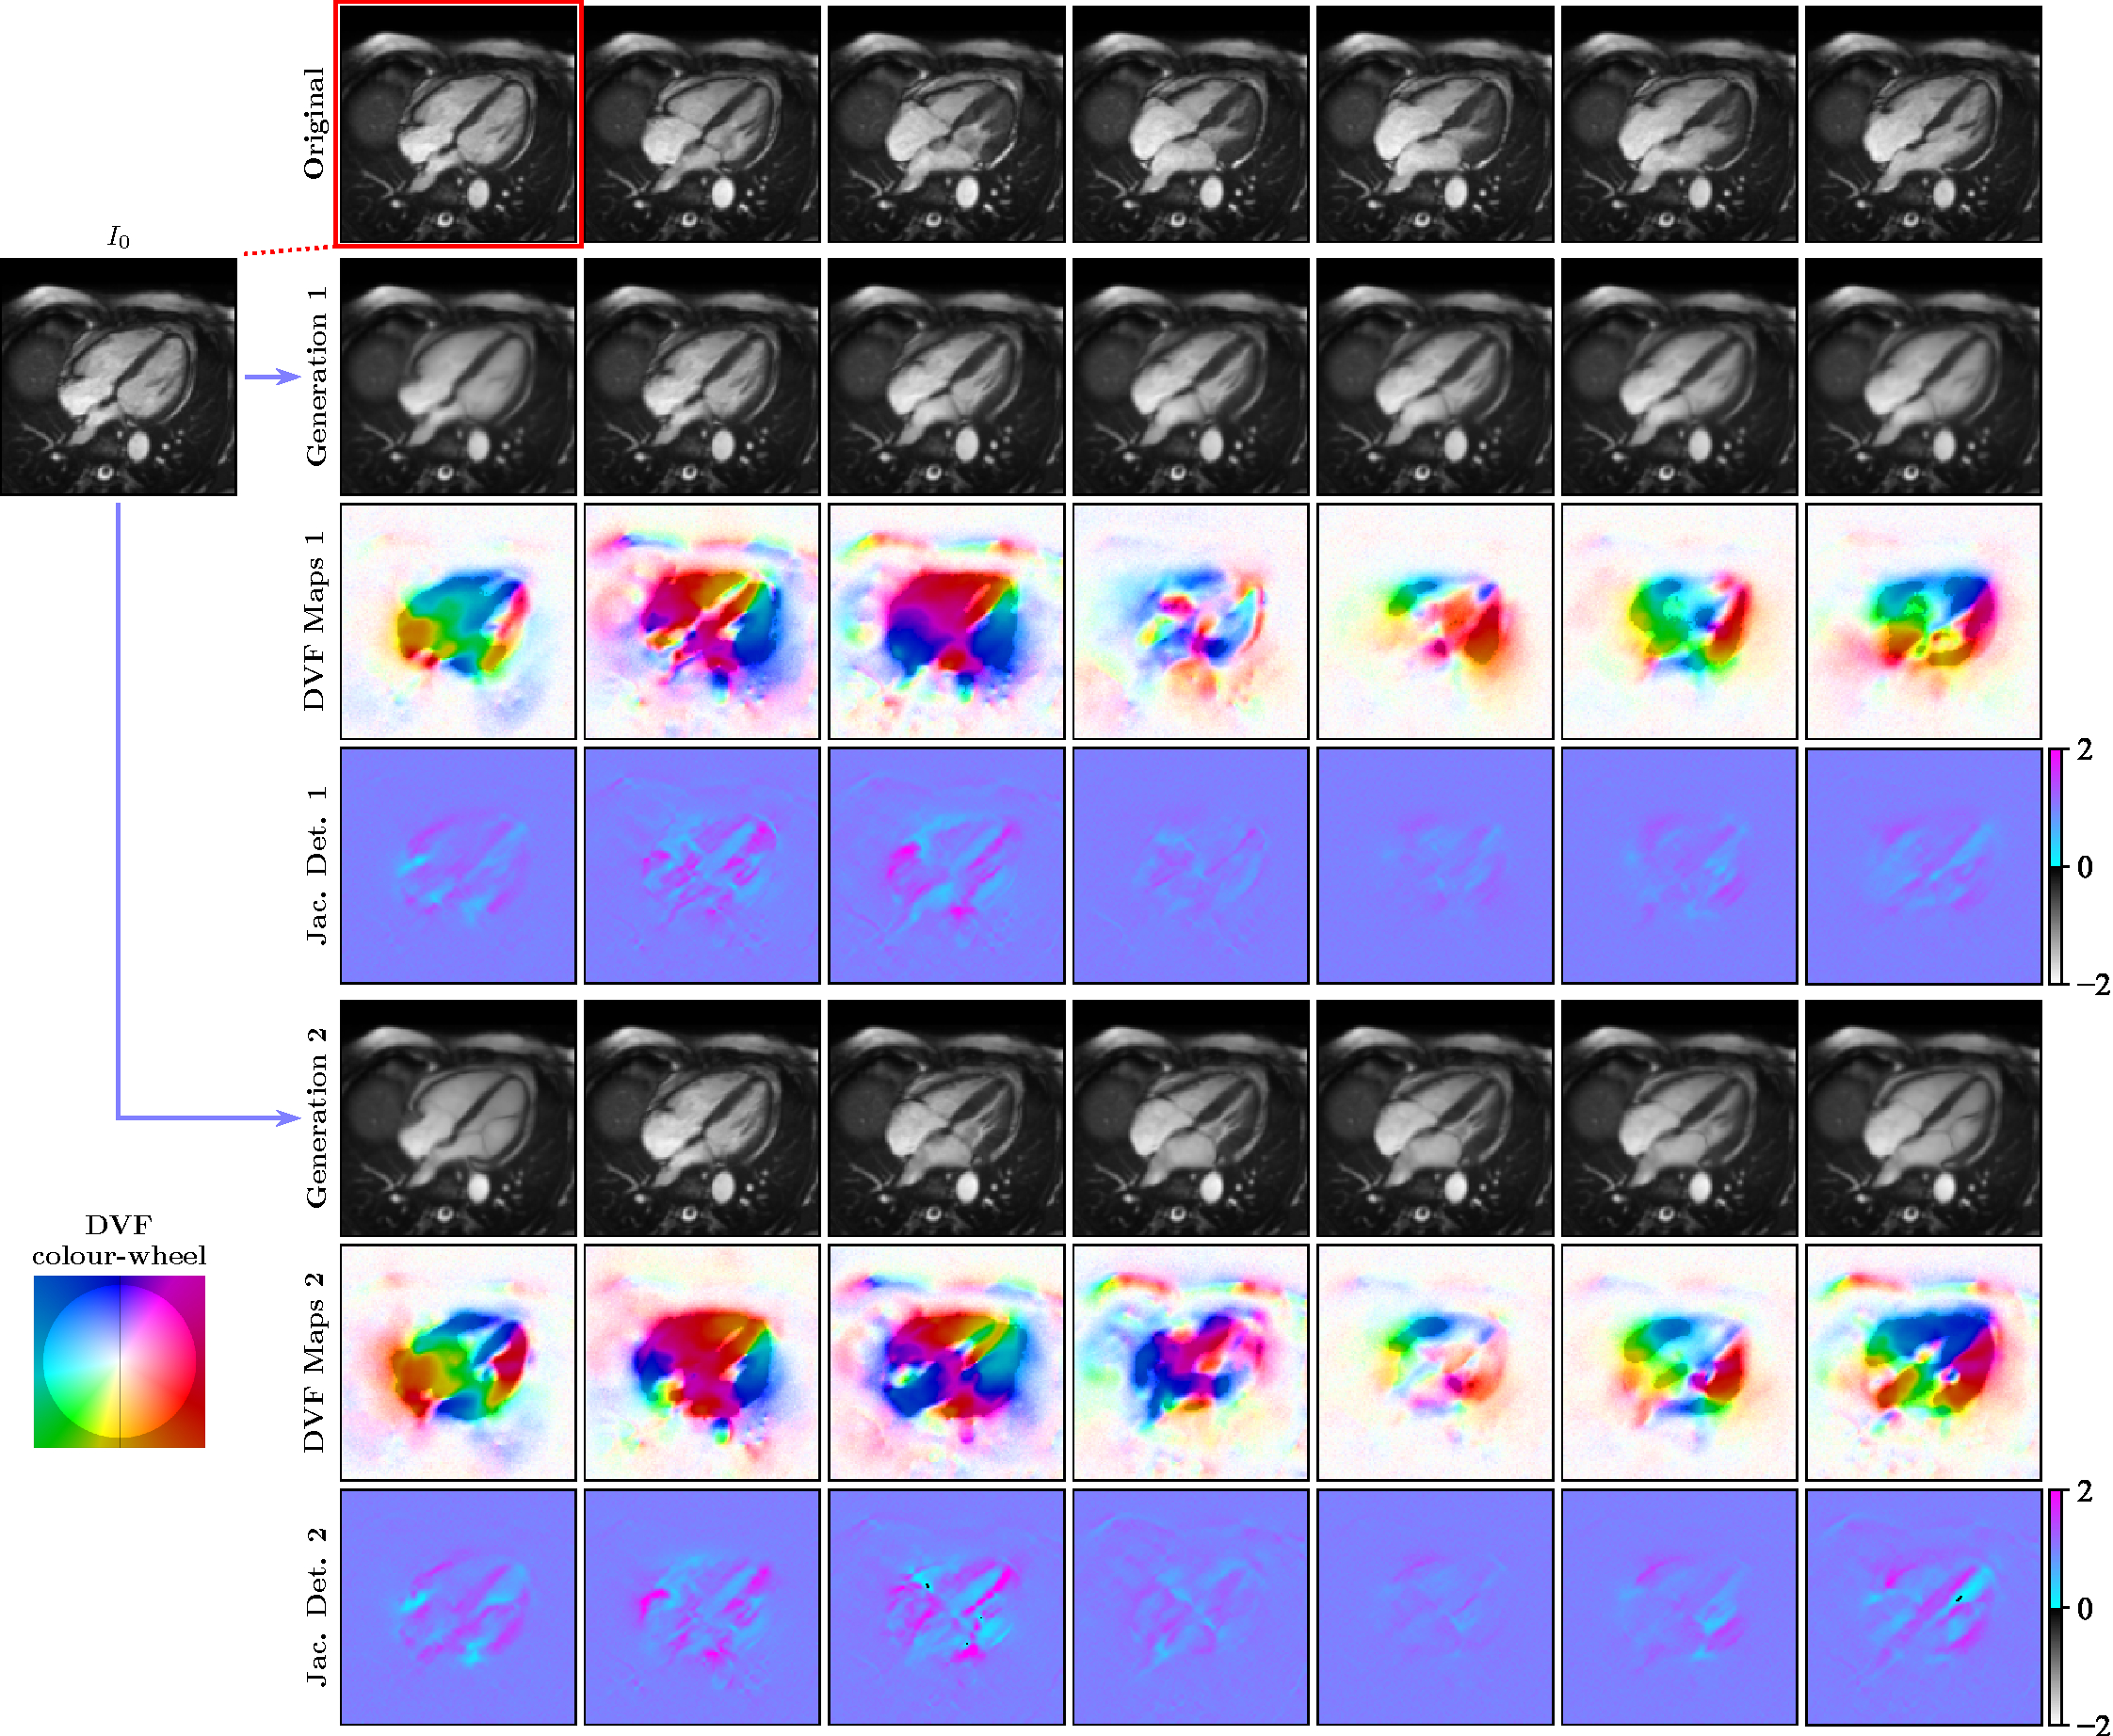 Original
I₀
Generation 1
DVF Maps 1
Jac. Det. 1
2
0
−2
Generation 2
DVF
colour-wheel
DVF Maps 2
Jac. Det. 2
2
0
−2